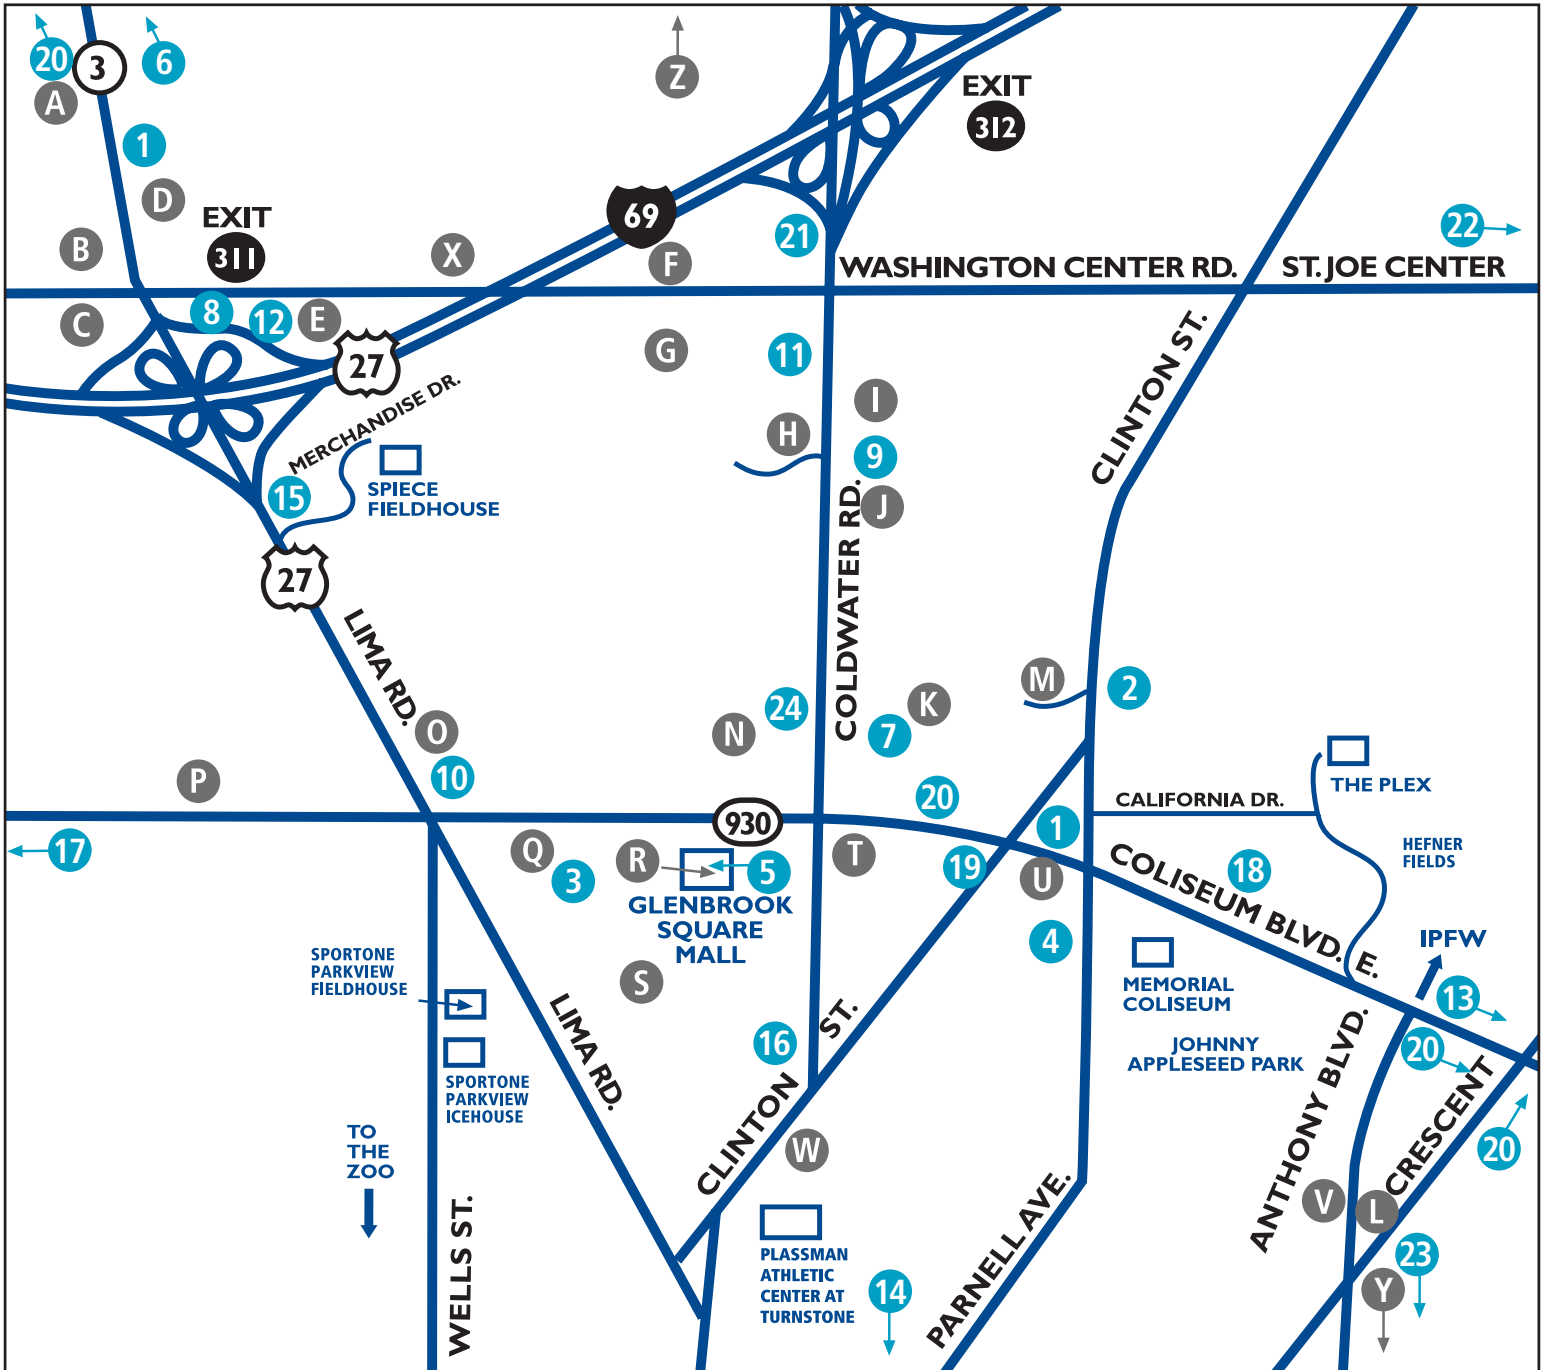 20
3
6
A
Z
EXIT
312
1
D
B
EXIT
311
X
69
F
21
22
WASHINGTON CENTER RD.
ST. JOE CENTER
C
8
12
E
27
G
11
CLINTON ST.
MERCHANDISE DR.
I
H
9
SPIECE
FIELDHOUSE
15
J
COLDWATER RD.
27
LIMA RD.
M
2
24
K
N
7
O
10
P
THE PLEX
20
CALIFORNIA DR.
930
1
17
Q
3
R
5
T
19
U
COLISEUM BLVD. E.
18
HEFNER
FIELDS
GLENBROOK
SQUARE
MALL
4
IPFW
SPORTONE
PARKVIEW
FIELDHOUSE
S
MEMORIAL
COLISEUM
13
LIMA RD.
16
CLINTON ST.
JOHNNY
APPLESEED PARK
20
ANTHONY BLVD.
CRESCENT
SPORTONE
PARKVIEW
ICEHOUSE
TO
THE
ZOO
W
20
V
L
WELLS ST.
PLASSMAN
ATHLETIC
CENTER AT
TURNSTONE
14
PARNELL AVE.
23
Y